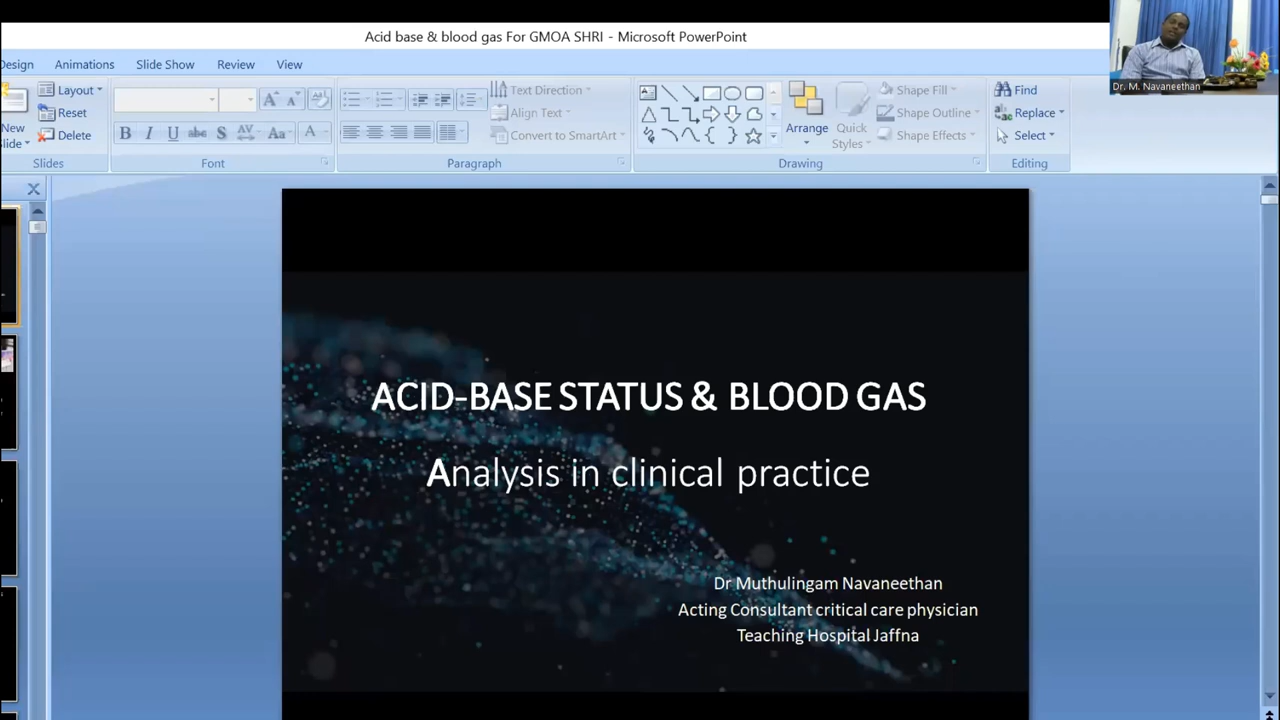 Acid base & blood gas For GMOA SHRI - Microsoft PowerPoint
Dr. M. Navaneethan
Design Animations Slide Show Review View
New
Slide
Layout
Reset
Delete
Slides
B I U abc S AV Aa A
Font
Text Direction
Align Text
Convert to SmartArt
Paragraph
Arrange
Quick
Styles
Shape Fill
Shape Outline
Shape Effects
Drawing
Find
Replace
Select
Editing
ACID-BASE STATUS & BLOOD GAS
Analysis in clinical practice
Dr Muthulingam Navaneethan
Acting Consultant critical care physician
Teaching Hospital Jaffna